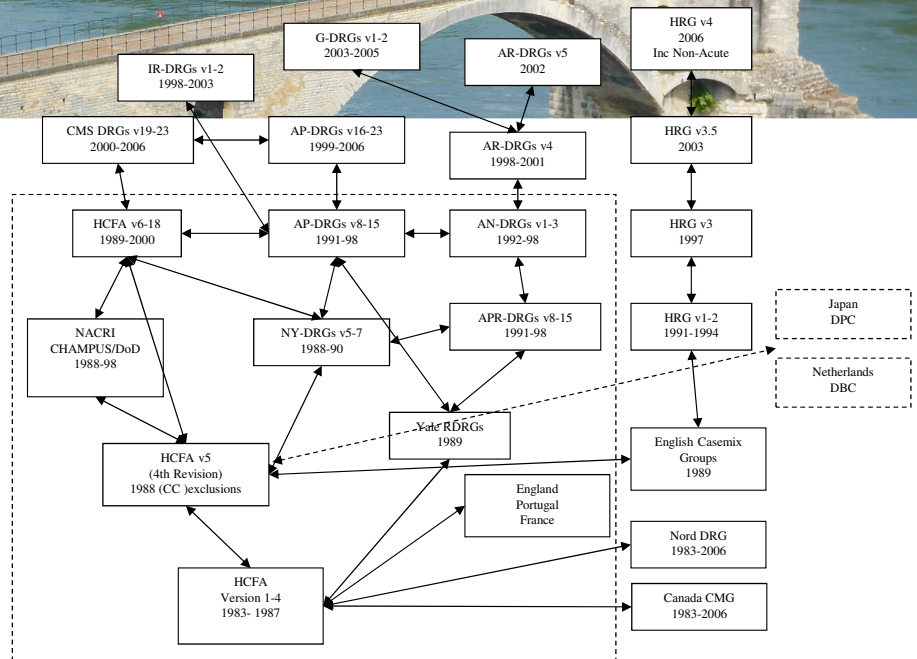 HRG v4
2006
Inc Non-Acute
G-DRGs v1-2
2003-2005
AR-DRGs v5
2002
IR-DRGs v1-2
1998-2003
CMS DRGs v19-23
2000-2006
AP-DRGs v16-23
1999-2006
AR-DRGs v4
1998-2001
HRG v3.5
2003
HCFA v6-18
1989-2000
AP-DRGs v8-15
1991-98
AN-DRGs v1-3
1992-98
HRG v3
1997
NACRI
CHAMPUS/DoD
1988-98
NY-DRGs v5-7
1988-90
APR-DRGs v8-15
1991-98
HRG v1-2
1991-1994
Japan
DPC
Netherlands
DBC
Yale RDRGs
1989
HCFA v5
(4th Revision)
1988 (CC )exclusions
English Casemix
Groups
1989
England
Portugal
France
Nord DRG
1983-2006
HCFA
Version 1-4
1983- 1987
Canada CMG
1983-2006